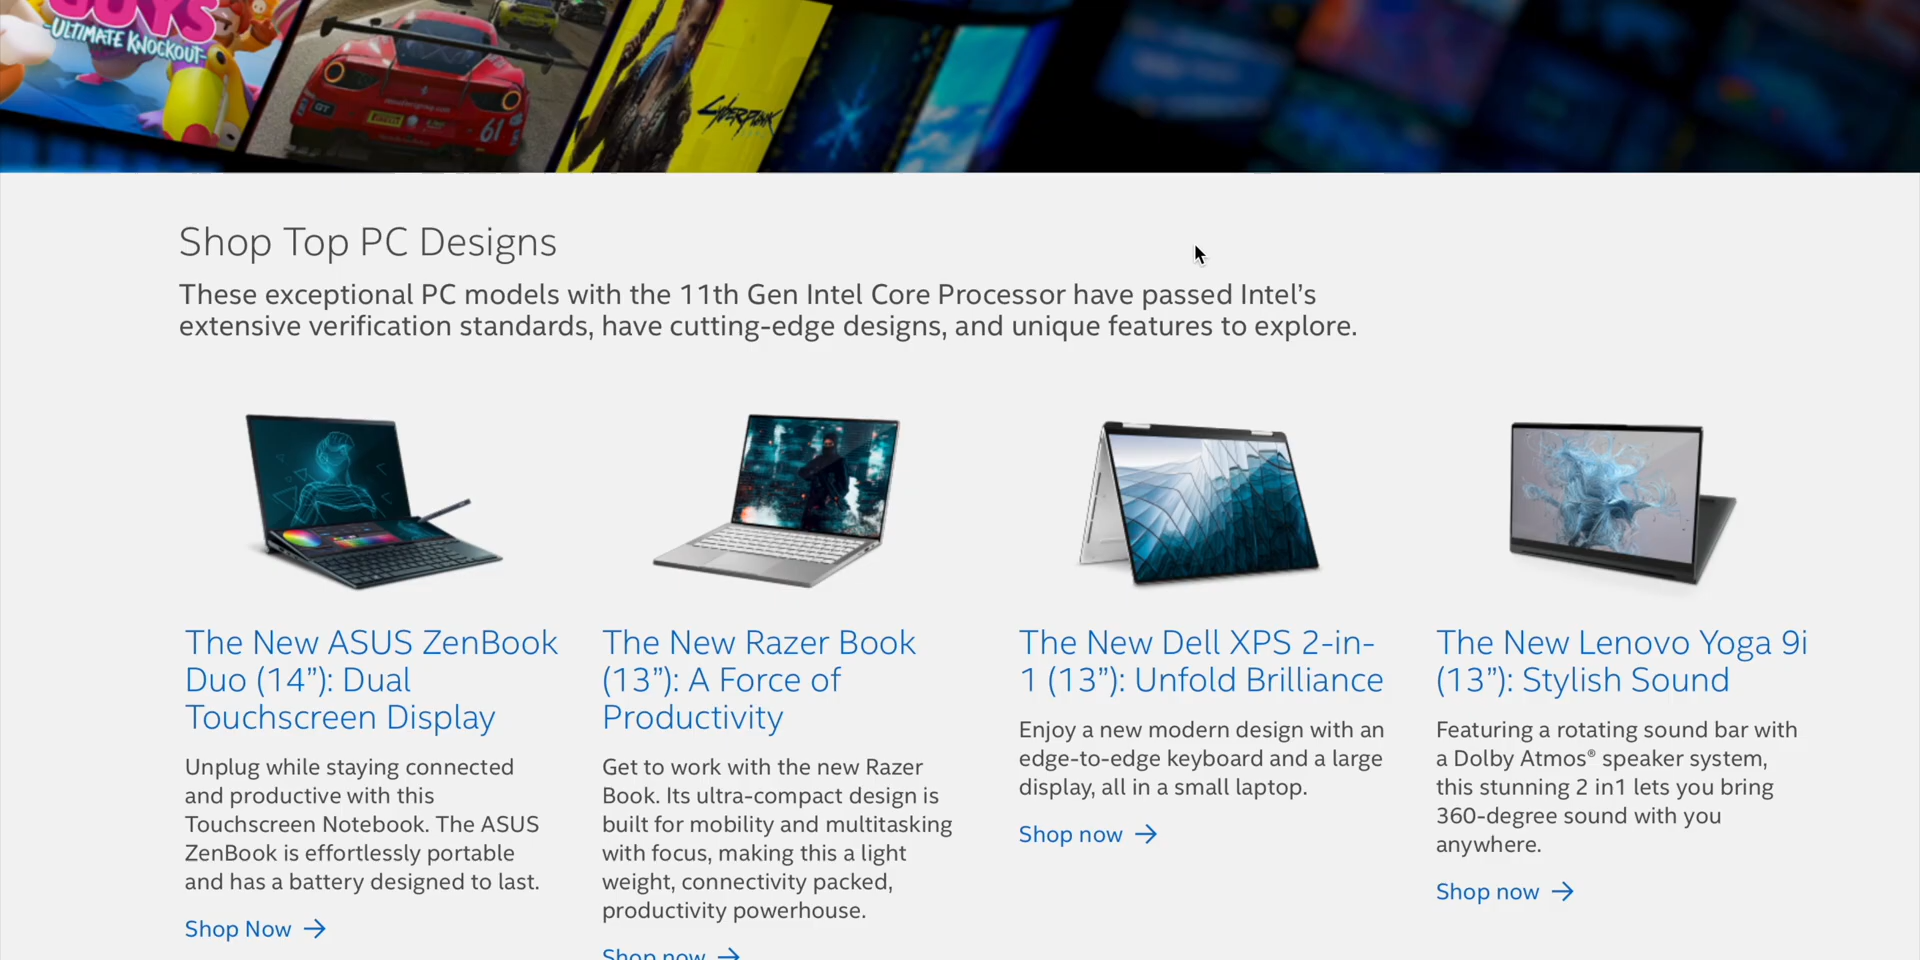 GUYS
-ULTIMATE KNOCKOUT-
GT
PIRELLI
61
CYBERPUNK
Shop Top PC Designs
These exceptional PC models with the 11th Gen Intel Core Processor have passed Intel’s
extensive verification standards, have cutting-edge designs, and unique features to explore.
The New ASUS ZenBook
Duo (14”): Dual
Touchscreen Display
Unplug while staying connected
and productive with this
Touchscreen Notebook. The ASUS
ZenBook is effortlessly portable
and has a battery designed to last.
Shop Now
The New Razer Book
(13”): A Force of
Productivity
Get to work with the new Razer
Book. Its ultra-compact design is
built for mobility and multitasking
with focus, making this a light
weight, connectivity packed,
productivity powerhouse.
Shop now
The New Dell XPS 2-in-
1 (13”): Unfold Brilliance
Enjoy a new modern design with an
edge-to-edge keyboard and a large
display, all in a small laptop.
Shop now
The New Lenovo Yoga 9i
(13”): Stylish Sound
Featuring a rotating sound bar with
a Dolby Atmos® speaker system,
this stunning 2 in1 lets you bring
360-degree sound with you
anywhere.
Shop now